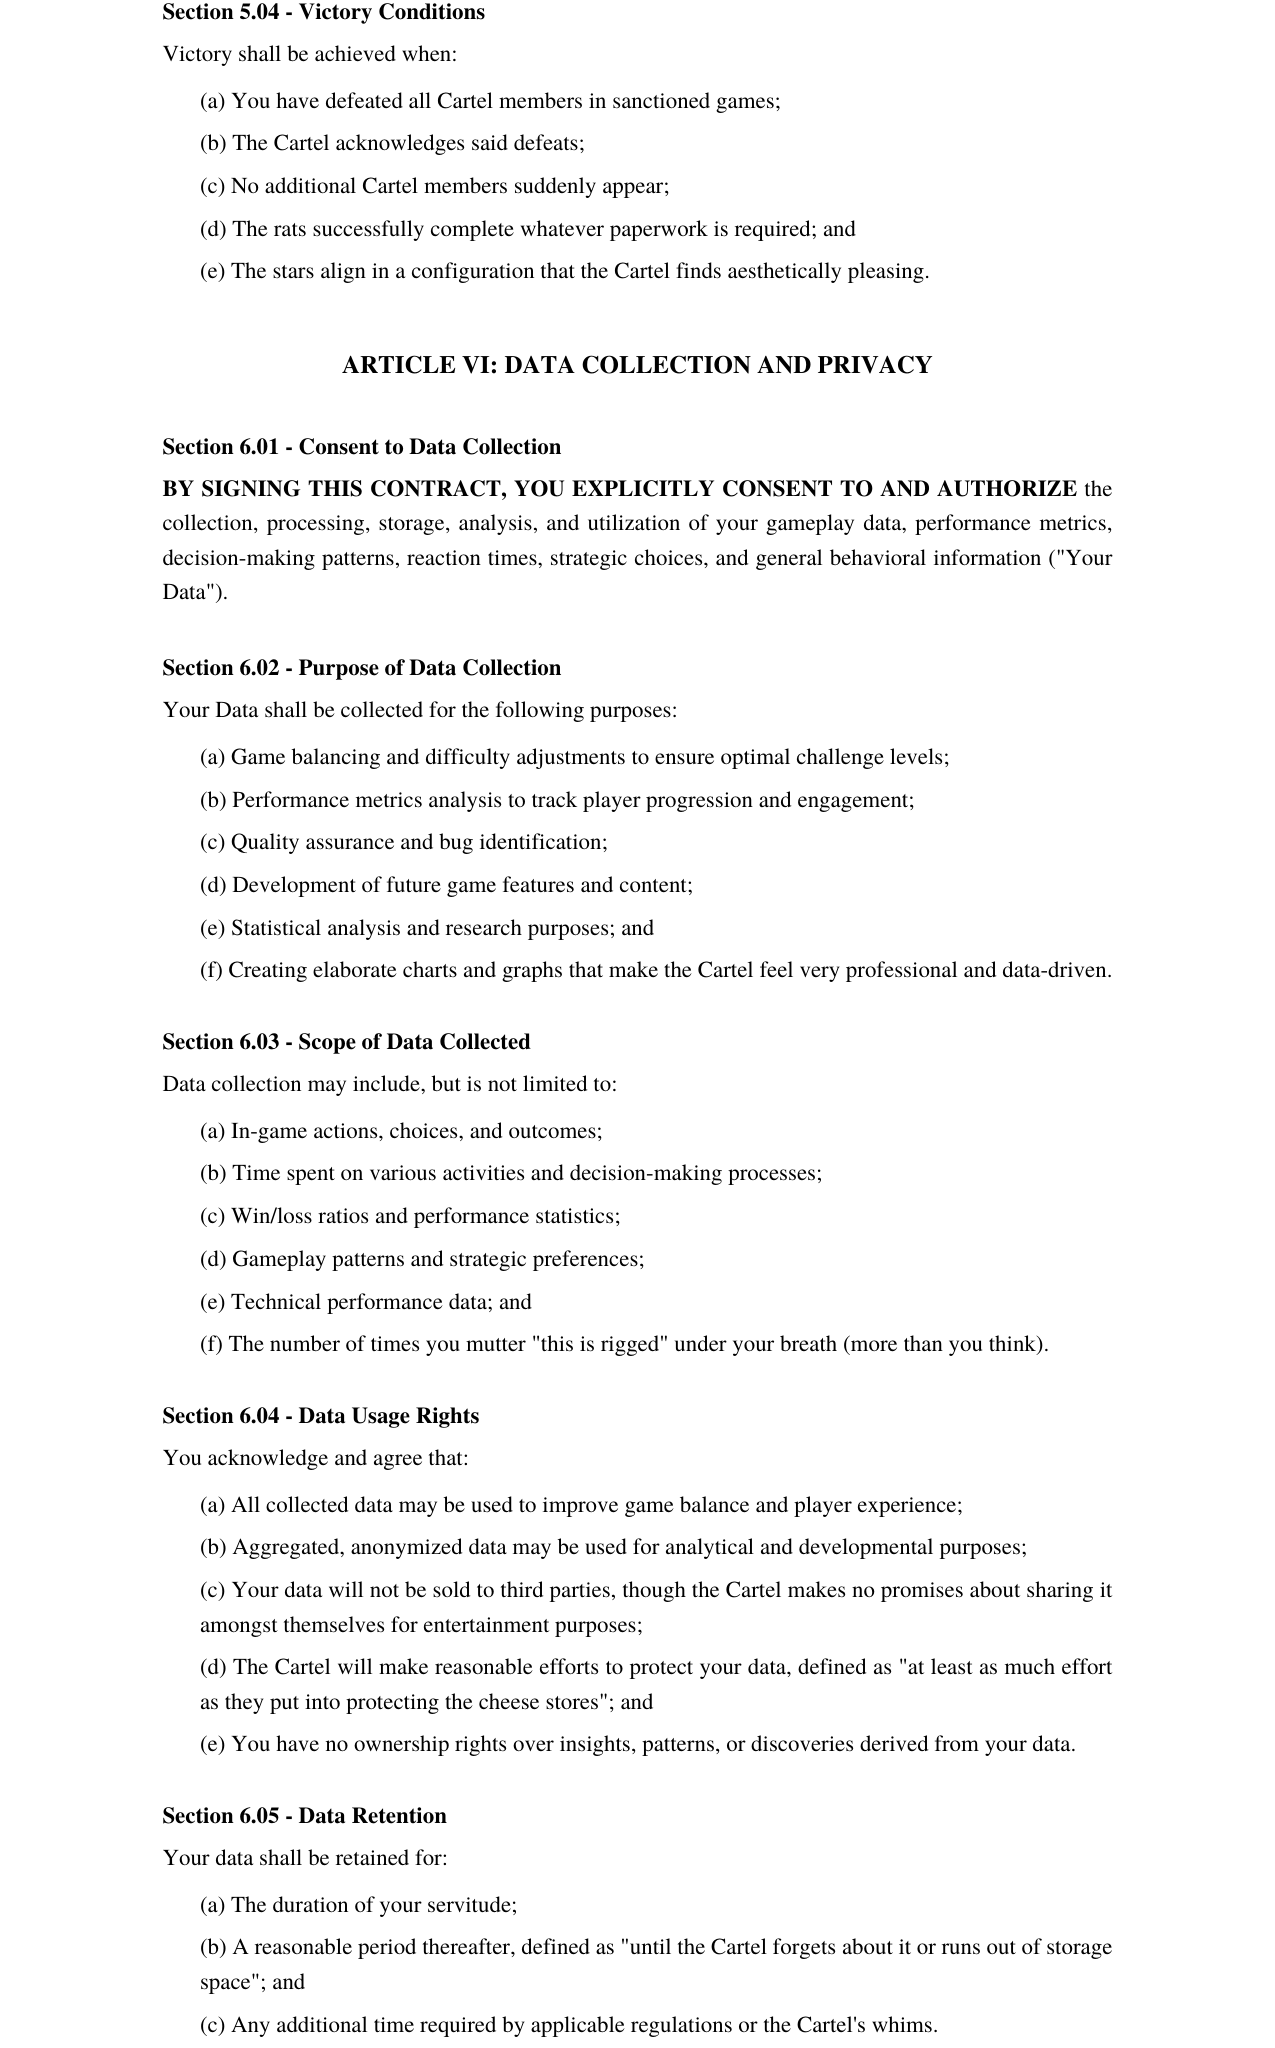 Section 5.04 - Victory Conditions
Victory shall be achieved when:
(a) You have defeated all Cartel members in sanctioned games;
(b) The Cartel acknowledges said defeats;
(c) No additional Cartel members suddenly appear;
(d) The rats successfully complete whatever paperwork is required; and
(e) The stars align in a configuration that the Cartel finds aesthetically pleasing.
ARTICLE VI: DATA COLLECTION AND PRIVACY
Section 6.01 - Consent to Data Collection
BY SIGNING THIS CONTRACT, YOU EXPLICITLY CONSENT TO AND AUTHORIZE the
collection, processing, storage, analysis, and utilization of your gameplay data, performance metrics,
decision-making patterns, reaction times, strategic choices, and general behavioral information ("Your
Data").
Section 6.02 - Purpose of Data Collection
Your Data shall be collected for the following purposes:
(a) Game balancing and difficulty adjustments to ensure optimal challenge levels;
(b) Performance metrics analysis to track player progression and engagement;
(c) Quality assurance and bug identification;
(d) Development of future game features and content;
(e) Statistical analysis and research purposes; and
(f) Creating elaborate charts and graphs that make the Cartel feel very professional and data-driven.
Section 6.03 - Scope of Data Collected
Data collection may include, but is not limited to:
(a) In-game actions, choices, and outcomes;
(b) Time spent on various activities and decision-making processes;
(c) Win/loss ratios and performance statistics;
(d) Gameplay patterns and strategic preferences;
(e) Technical performance data; and
(f) The number of times you mutter "this is rigged" under your breath (more than you think).
Section 6.04 - Data Usage Rights
You acknowledge and agree that:
(a) All collected data may be used to improve game balance and player experience;
(b) Aggregated, anonymized data may be used for analytical and developmental purposes;
(c) Your data will not be sold to third parties, though the Cartel makes no promises about sharing it
amongst themselves for entertainment purposes;
(d) The Cartel will make reasonable efforts to protect your data, defined as "at least as much effort
as they put into protecting the cheese stores"; and
(e) You have no ownership rights over insights, patterns, or discoveries derived from your data.
Section 6.05 - Data Retention
Your data shall be retained for:
(a) The duration of your servitude;
(b) A reasonable period thereafter, defined as "until the Cartel forgets about it or runs out of storage
space"; and
(c) Any additional time required by applicable regulations or the Cartel's whims.